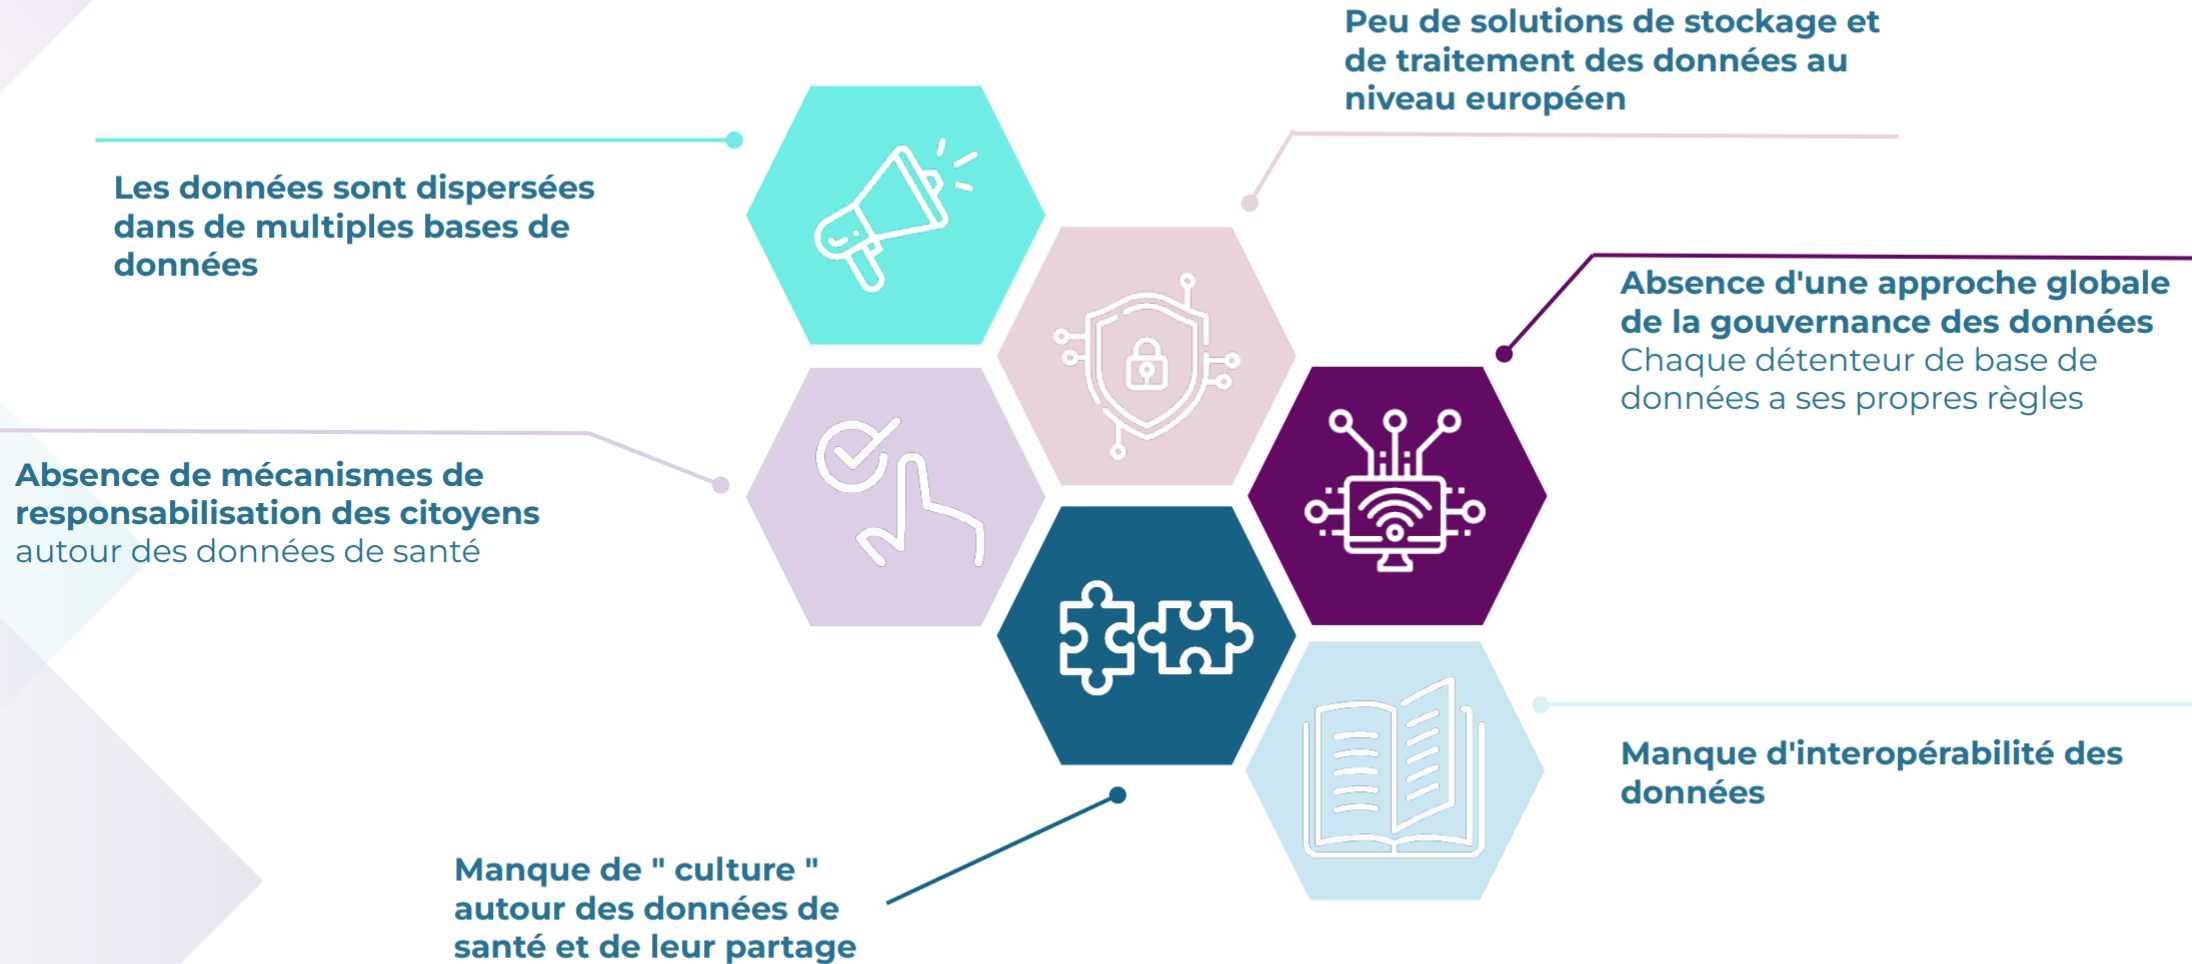 Peu de solutions de stockage et
de traitement des données au
niveau européen
Les données sont dispersées
dans de multiples bases de
données
Absence d'une approche globale
de la gouvernance des données
Chaque détenteur de base de
données a ses propres règles
Absence de mécanismes de
responsabilisation des citoyens
autour des données de santé
Manque d'interopérabilité des
données
Manque de " culture "
autour des données de
santé et de leur partage